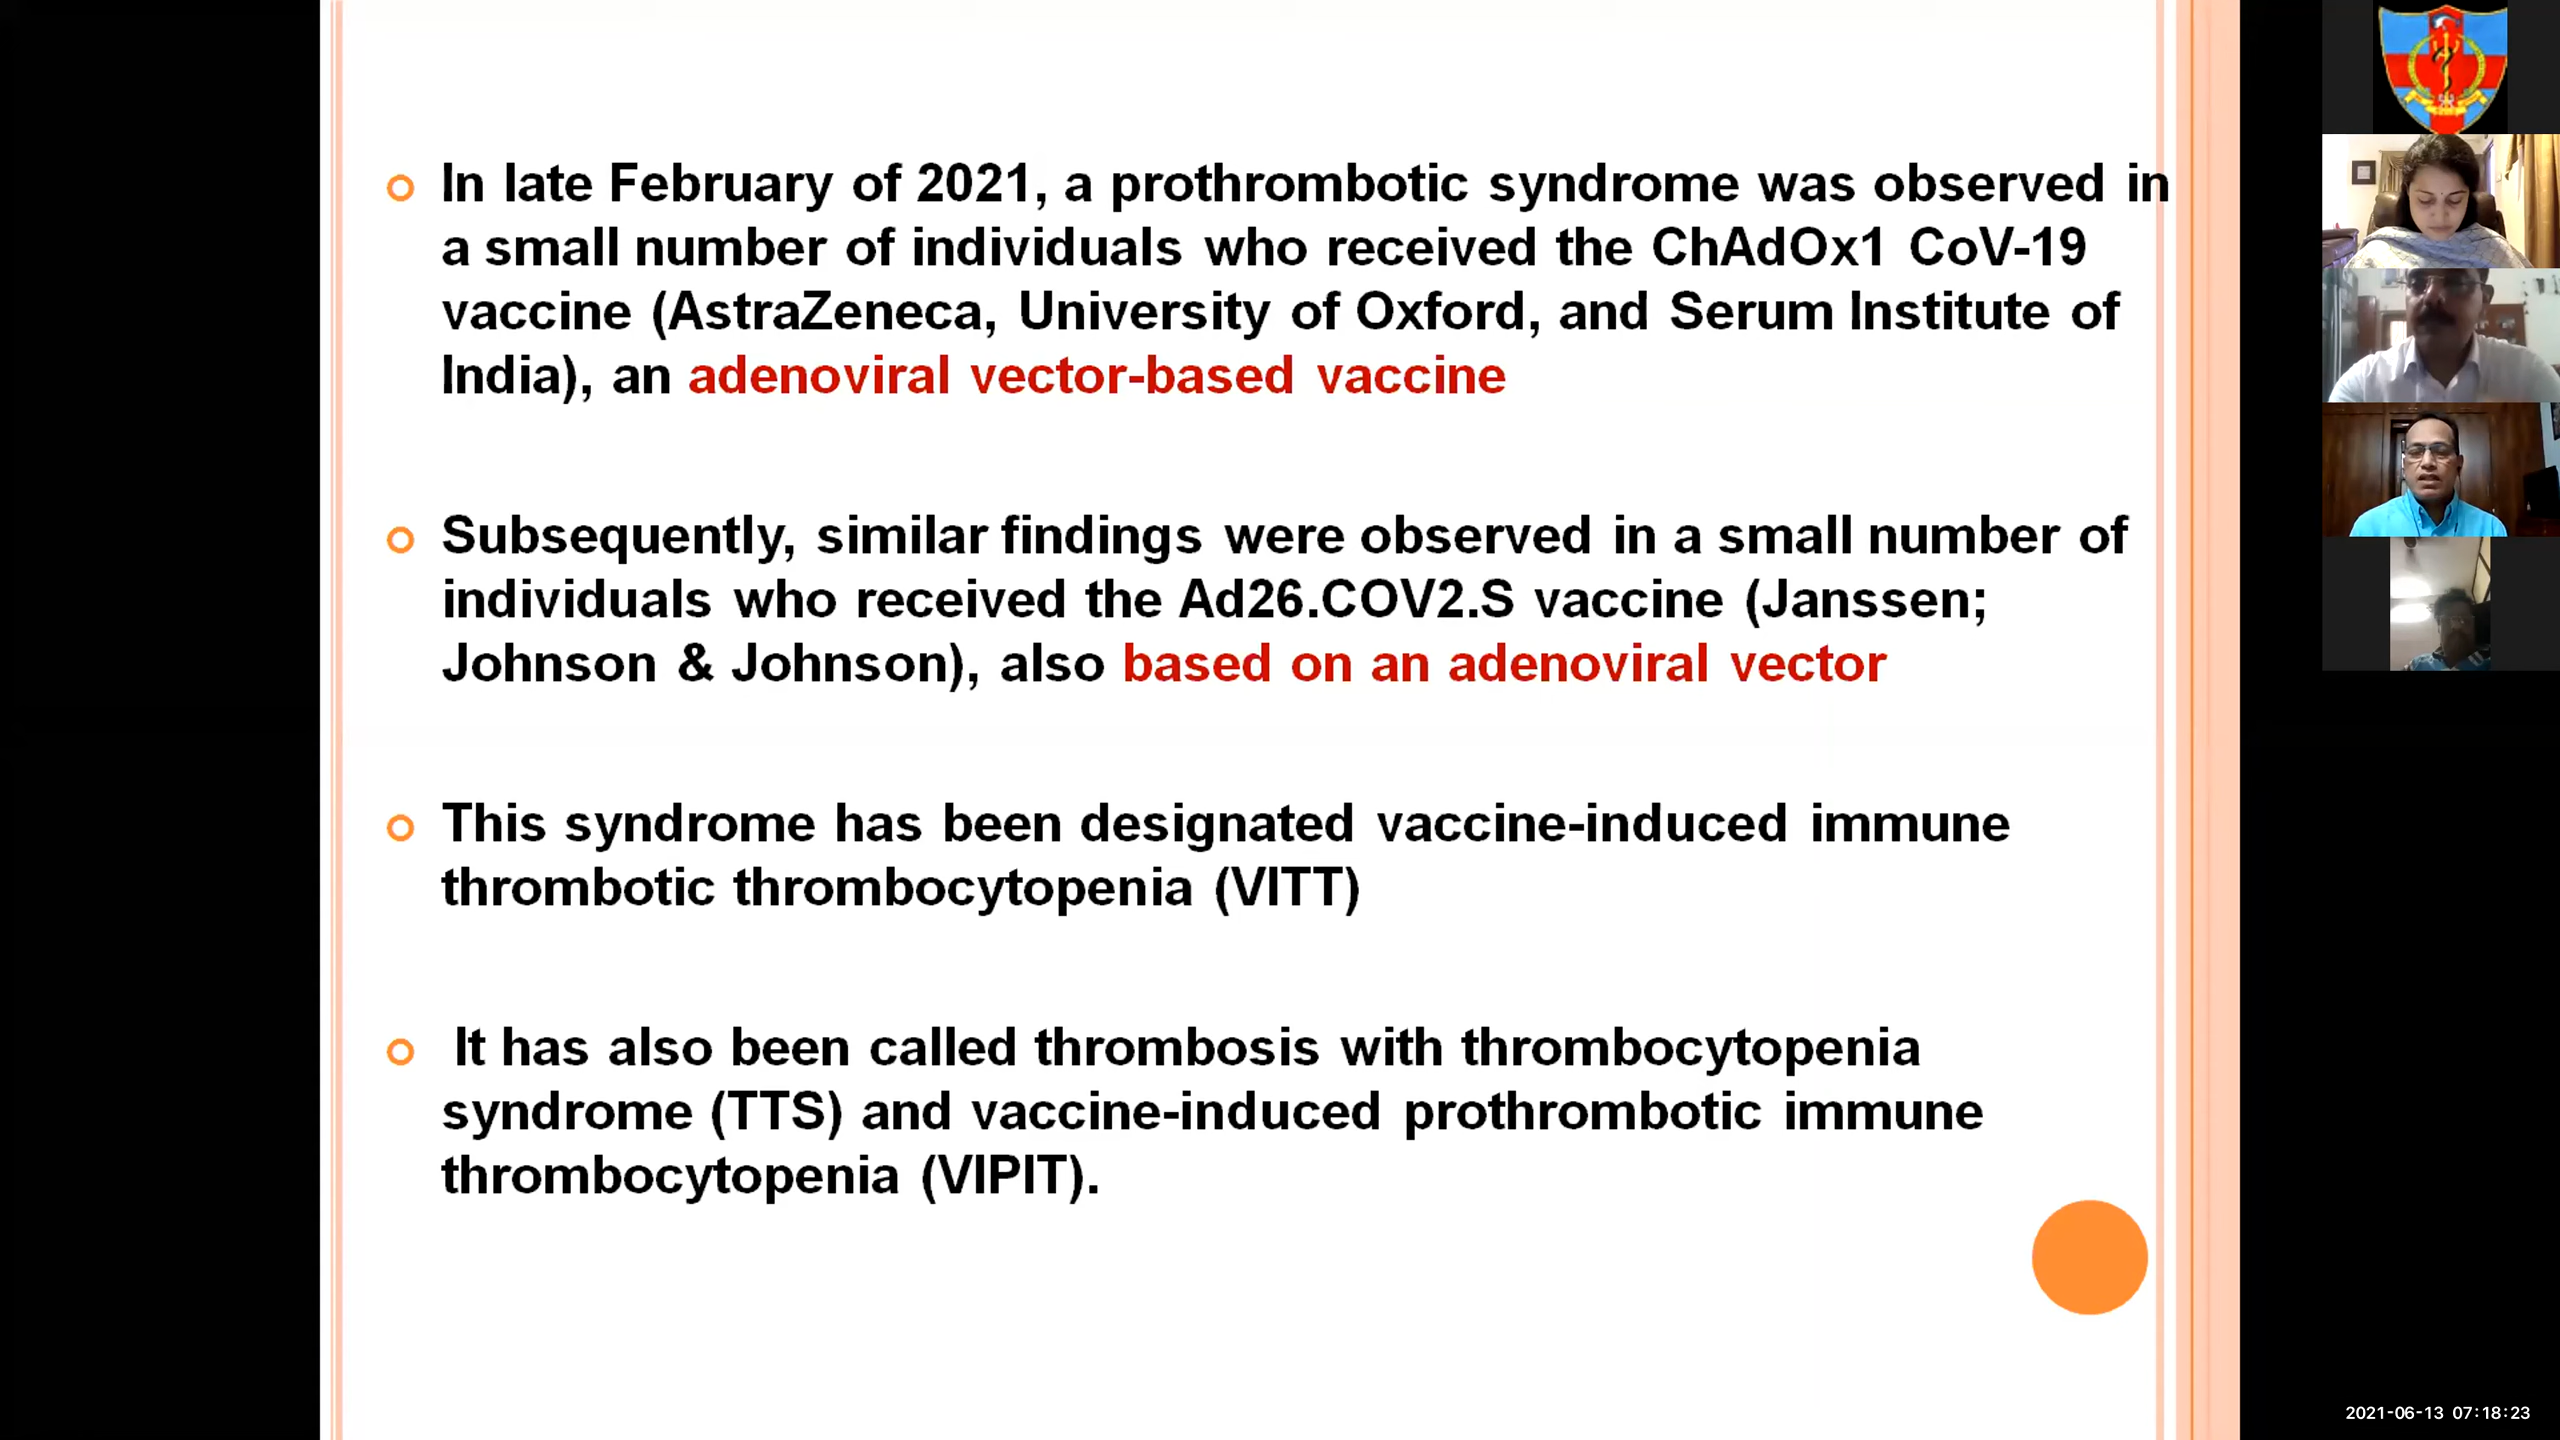 In late February of 2021, a prothrombotic syndrome was observed in
a small number of individuals who received the ChAdOx1 CoV-19
vaccine (AstraZeneca, University of Oxford, and Serum Institute of
India), an adenoviral vector-based vaccine
Subsequently, similar findings were observed in a small number of
individuals who received the Ad26.COV2.S vaccine (Janssen;
Johnson & Johnson), also based on an adenoviral vector
This syndrome has been designated vaccine-induced immune
thrombotic thrombocytopenia (VITT)
It has also been called thrombosis with thrombocytopenia
syndrome (TTS) and vaccine-induced prothrombotic immune
thrombocytopenia (VIPIT).
2021-06-13 07:18:23